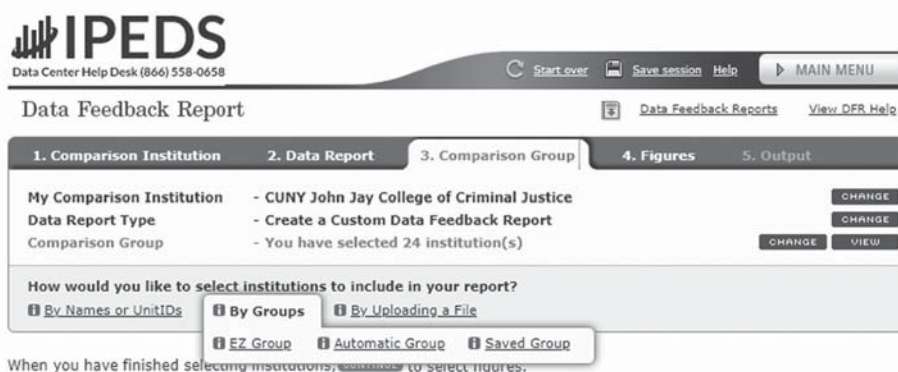 IPEDS
Data Center Help Desk (866) 558-0658
Start over Save session Help MAIN MENU
Data Feedback Report
Data Feedback Reports View DFR Help
1. Comparison Institution 2. Data Report 3. Comparison Group 4. Figures 5. Output
My Comparison Institution - CUNY John Jay College of Criminal Justice CHANGE
Data Report Type - Create a Custom Data Feedback Report CHANGE
Comparison Group - You have selected 24 institution(s) CHANGE VIEW
How would you like to select institutions to include in your report?
By Names or UnitIDs By Groups By Uploading a File
EZ Group Automatic Group Saved Group
When you have finished selecting institutions, CONTINUE to select figures.